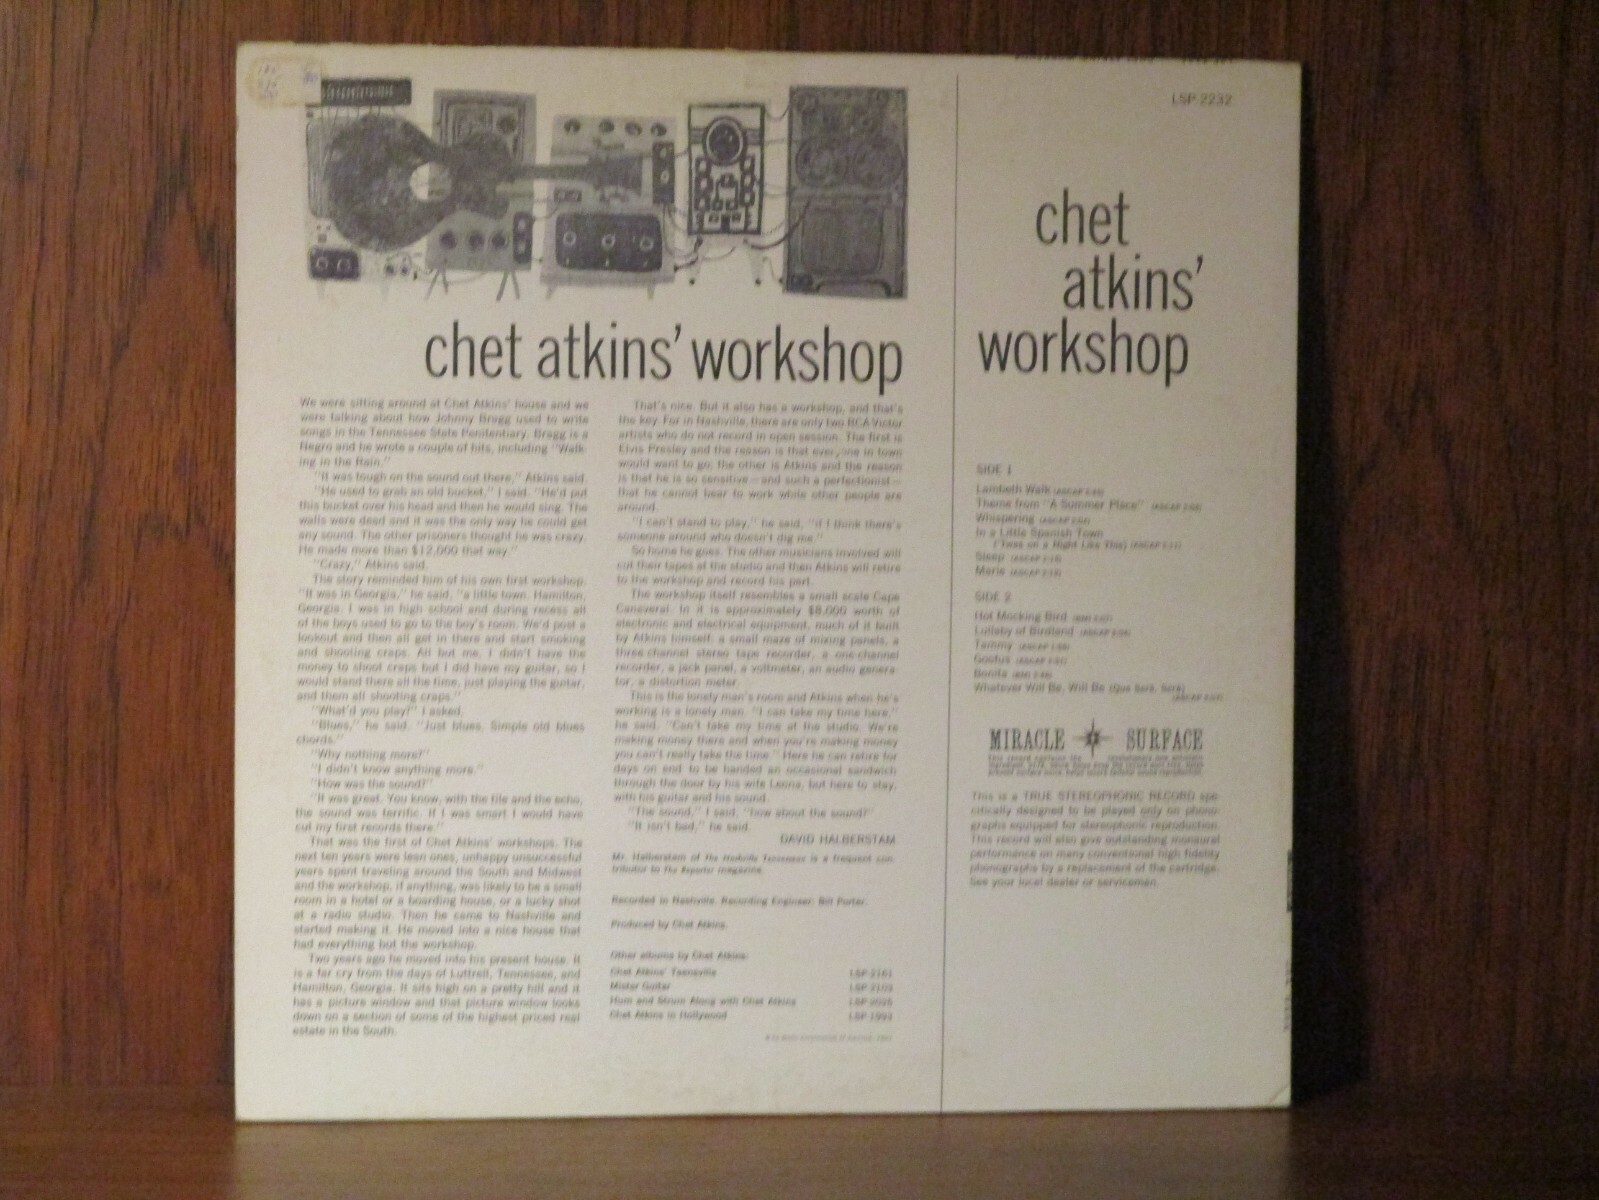 LSP-2232
chet atkins' workshop
We were sitting around at Chet Atkins' house and we
were talking about how Johnny Bragg used to write
songs in the Tennessee State Penitentiary. Bragg is a
Negro and he wrote a couple of hits, including "Walk-
ing in the Rain."
"It was tough on the sound out there," Atkins said.
"He used to grab an old bucket," I said. "He'd put
this bucket over his head and then he would sing. The
walls were dead and it was the only way he could get
any sound. The other prisoners thought he was crazy.
He made more than $12,000 that way."
"Crazy," Atkins said.
The story reminded him of his own first workshop.
"It was in Georgia," he said, "a little town. Hamilton,
Georgia. I was in high school and during recess all
of the boys used to go to the boy's room. We'd post a
lookout and then all get in there and start smoking
and shooting craps. All but me. I didn't have the
money to shoot craps but I did have my guitar, so I
would stand there all the time, just playing the guitar,
and them all shooting craps."
"What'd you play?" I asked.
"Blues," he said. "Just blues. Simple old blues
chords."
"Why nothing more?"
"I didn't know anything more."
"How was the sound?"
"It was great. You know, with the tile and the echo,
the sound was terrific. If I was smart I would have
cut my first records there."
That was the first of Chet Atkins' workshops. The
next ten years were lean ones, unhappy unsuccessful
years spent traveling around the South and Midwest
and the workshop, if anything, was likely to be a small
room in a hotel or a boarding house, or a lucky shot
at a radio studio. Then he came to Nashville and
started making it. He moved into a nice house that
had everything but the workshop.
Two years ago he moved into his present house. It
is a far cry from the days of Luttrell, Tennessee, and
Hamilton, Georgia. It sits high on a pretty hill and it
has a picture window and that picture window looks
down on a section of some of the highest priced real
estate in the South.
That's nice. But it also has a workshop, and that's
the key. For in Nashville, there are only two RCA Victor
artists who do not record in open session. The first is
Elvis Presley and the reason is that everyone in town
would want to go; the other is Atkins and the reason
is that he is so sensitive—and such a perfectionist—
that he cannot bear to work while other people are
around.
"I can't stand to play," he said, "if I think there's
someone around who doesn't dig me."
So home he goes. The other musicians involved will
cut their tapes at the studio and then Atkins will retire
to the workshop and record his part.
The workshop itself resembles a small scale Cape
Canaveral. In it is approximately $8,000 worth of
electronic and electrical equipment, much of it built
by Atkins himself: a small maze of mixing panels, a
three-channel stereo tape recorder, a one-channel
recorder, a jack panel, a voltmeter, an audio genera-
tor, a distortion meter.
This is the lonely man's room and Atkins when he's
working is a lonely man. "I can take my time here,"
he said. "Can't take my time at the studio. We're
making money there and when you're making money
you can't really take the time." Here he can retire for
days on end to be handed an occasional sandwich
through the door by his wife Leona, but here to stay,
with his guitar and his sound.
"The sound," I said, "how about the sound?"
"It isn't bad," he said.
DAVID HALBERSTAM
Mr. Halberstam of The Nashville Tennessean is a frequent con-
tributor to The Reporter magazine.
Recorded in Nashville. Recording Engineer: Bill Porter.
Produced by Chet Atkins.
Other albums by Chet Atkins:
Chet Atkins' Teensville LSP-2161
Mister Guitar LSP-2103
Hum and Strum Along with Chet Atkins LSP-2025
Chet Atkins in Hollywood LSP-1993
chet
atkins'
workshop
SIDE 1
Lambeth Walk
Theme from "A Summer Place"
Whispering
In a Little Spanish Town
('Twas on a Night Like This)
Sleep
Marie
SIDE 2
Hot Mocking Bird
Lullaby of Birdland
Tammy
Goofus
Bonita
Whatever Will Be, Will Be (Que Será, Será)
MIRACLE SURFACE
This is a TRUE STEREOPHONIC RECORD spe-
cifically designed to be played only on phono-
graphs equipped for stereophonic reproduction.
This record will also give outstanding monaural
performance on many conventional high fidelity
phonographs by a replacement of the cartridge.
See your local dealer or serviceman.